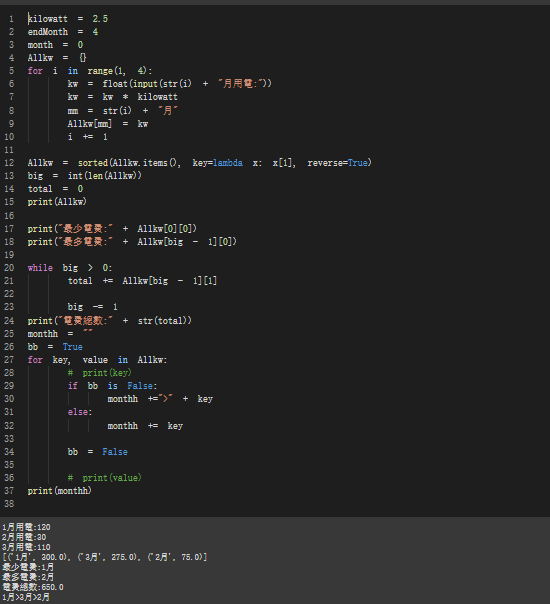 1 kilowatt = 2.5
2 endMonth = 4
3 month = 0
4 Allkw = {}
5 for i in range(1, 4):
6 kw = float(input(str(i) + "月用電:"))
7 kw = kw * kilowatt
8 mm = str(i) + "月"
9 Allkw[mm] = kw
10 i += 1
11
12 Allkw = sorted(Allkw.items(), key=lambda x: x[1], reverse=True)
13 big = int(len(Allkw))
14 total = 0
15 print(Allkw)
16
17 print("最少電費:" + Allkw[0][0])
18 print("最多電費:" + Allkw[big - 1][0])
19
20 while big > 0:
21 total += Allkw[big - 1][1]
22
23 big -= 1
24 print("電費總數:" + str(total))
25 monthh = ""
26 bb = True
27 for key, value in Allkw:
28 # print(key)
29 if bb is False:
30 monthh +=">" + key
31 else:
32 monthh += key
33
34 bb = False
35
36 # print(value)
37 print(monthh)
38
1月用電:120
2月用電:30
3月用電:110
[('1月', 300.0), ('3月', 275.0), ('2月', 75.0)]
最少電費:1月
最多電費:2月
電費總數:650.0
1月>3月>2月